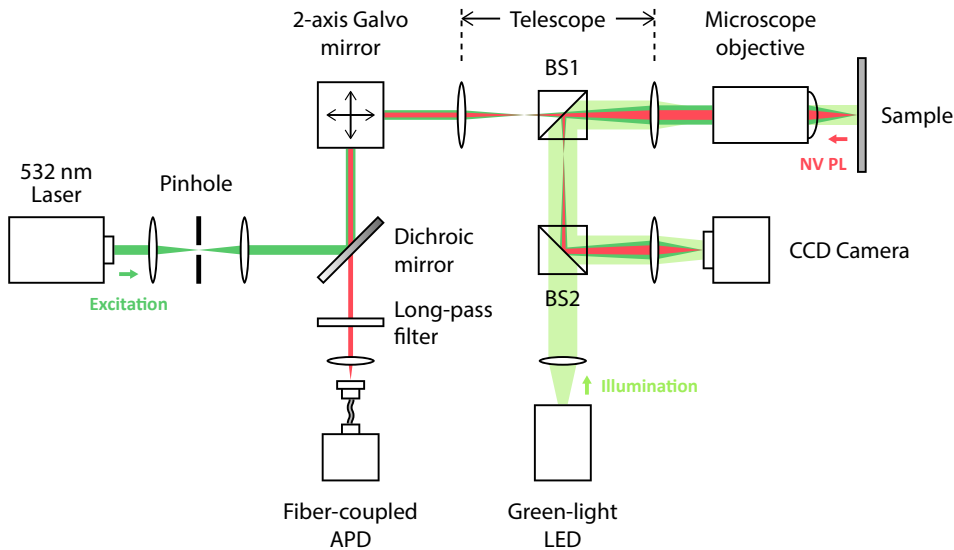 2-axis Galvo
mirror
Telescope
Microscope
objective
BS1
Sample
NV PL
532 nm
Laser
Pinhole
Excitation
Dichroic
mirror
CCD Camera
BS2
Long-pass
filter
Illumination
Fiber-coupled
APD
Green-light
LED